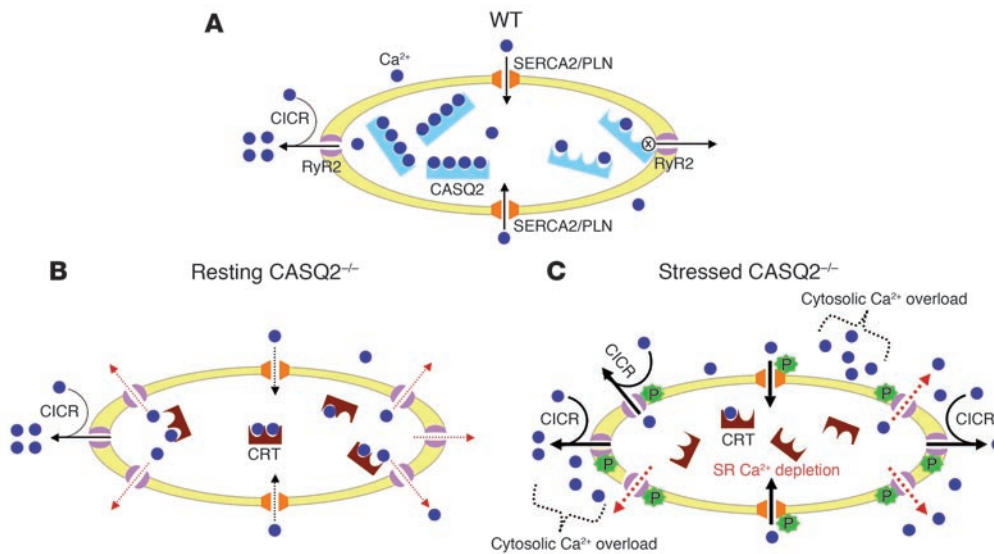 A
WT
Ca²⁺
SERCA2/PLN
CICR
RyR2
CASQ2
x
RyR2
SERCA2/PLN
B
Resting CASQ2⁻/⁻
CICR
CRT
C
Stressed CASQ2⁻/⁻
Cytosolic Ca²⁺ overload
P
CICR
P
P
CICR
CICR
CRT
P
P
SR Ca²⁺ depletion
P
P
P
Cytosolic Ca²⁺ overload